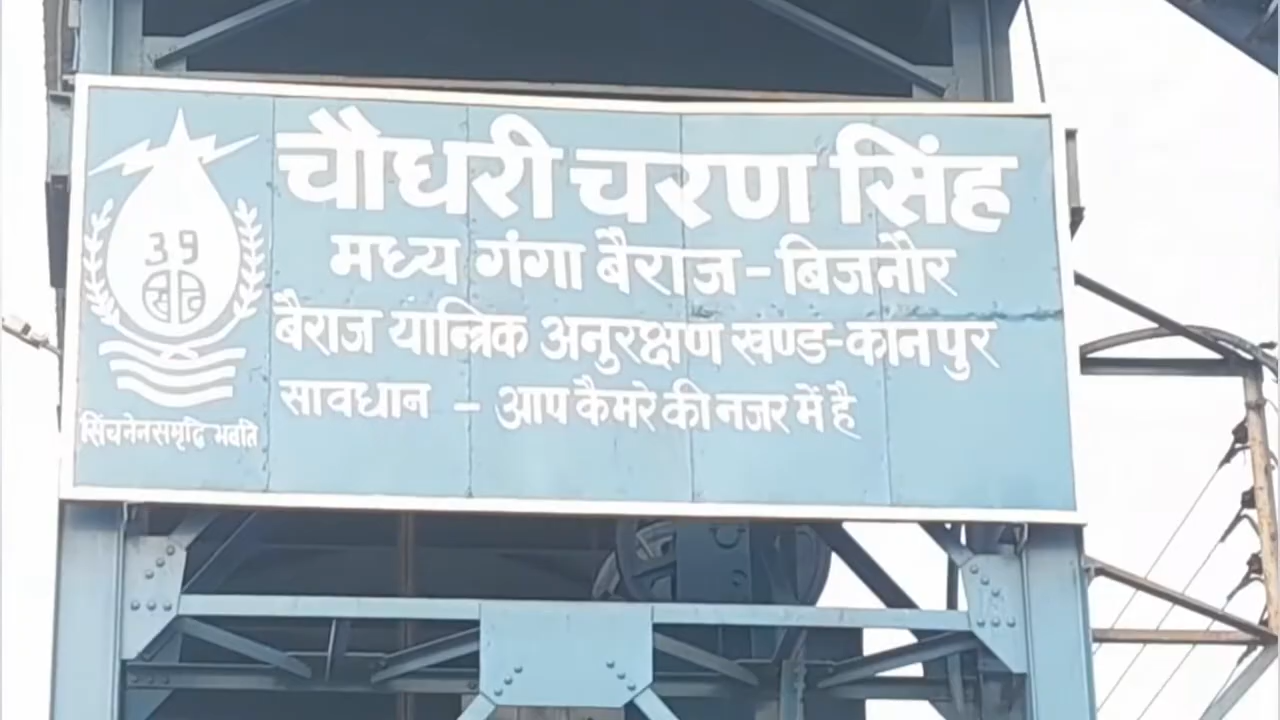 चौधरी चरण सिंह
मध्य गंगा बैराज - बिजनौर
बैराज यान्त्रिक अनुरक्षण खण्ड-कानपुर
सावधान - आप कैमरे की नजर में है
सिंचनेन समृद्धि भवति